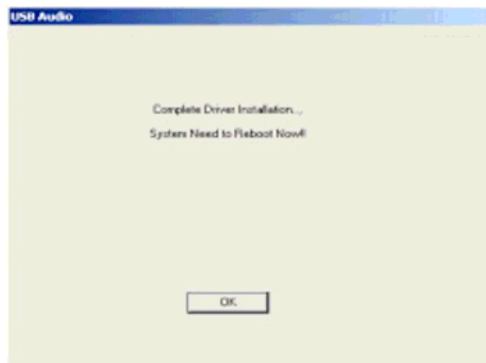 USB Audio
Complete Driver Installation...,
System Need to Reboot Now!!
OK